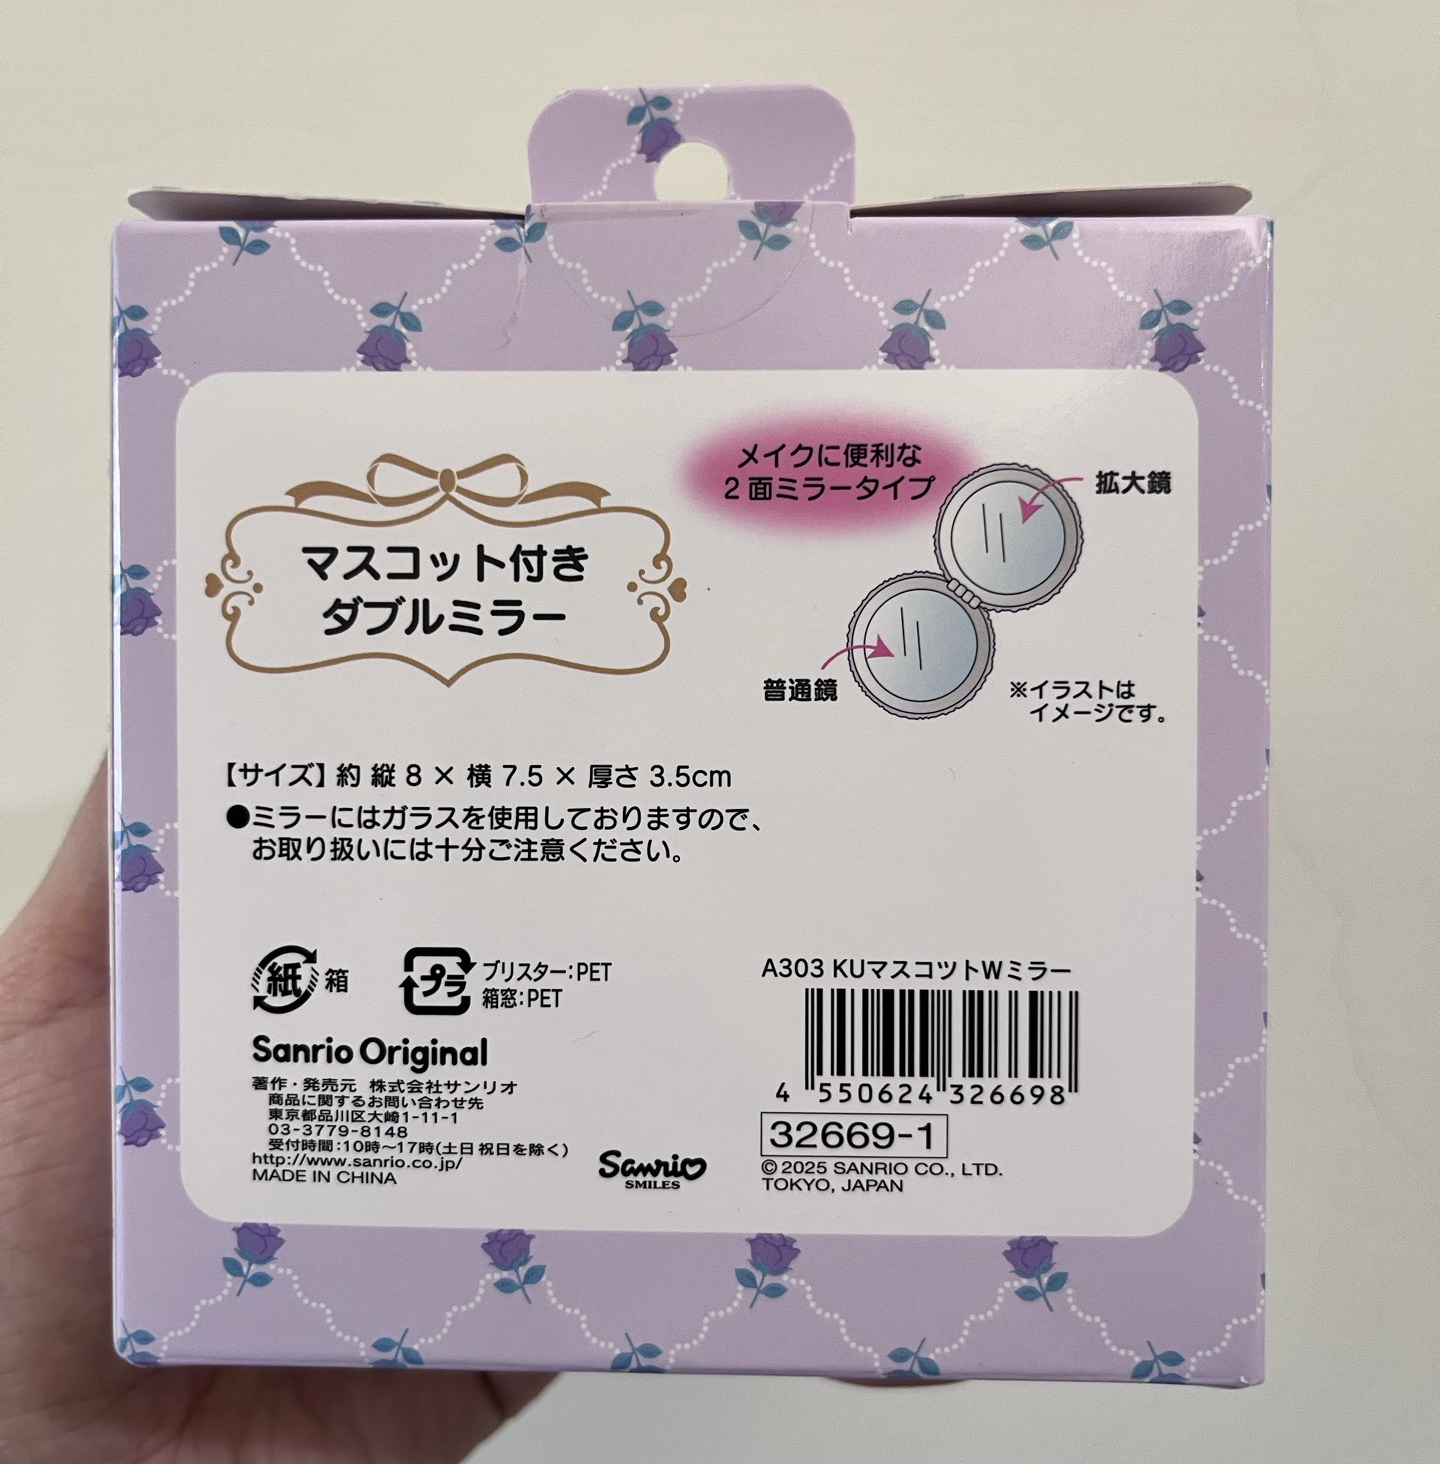 マスコット付き
ダブルミラー
メイクに便利な
2面ミラータイプ
拡大鏡
普通鏡
※イラストは
イメージです。
【サイズ】約 縦 8 × 横 7.5 × 厚さ 3.5cm
●ミラーにはガラスを使用しておりますので、
お取り扱いには十分ご注意ください。
紙 箱
プラ ブリスター:PET
箱窓:PET
Sanrio Original
著作・発売元 株式会社サンリオ
商品に関するお問い合わせ先
東京都品川区大崎1-11-1
03-3779-8148
受付時間:10時〜17時(土日祝日を除く)
http://www.sanrio.co.jp/
MADE IN CHINA
Sanrio
SMILES
A303 KUマスコツトWミラー
4 550624 326698
32669-1
© 2025 SANRIO CO., LTD.
TOKYO, JAPAN